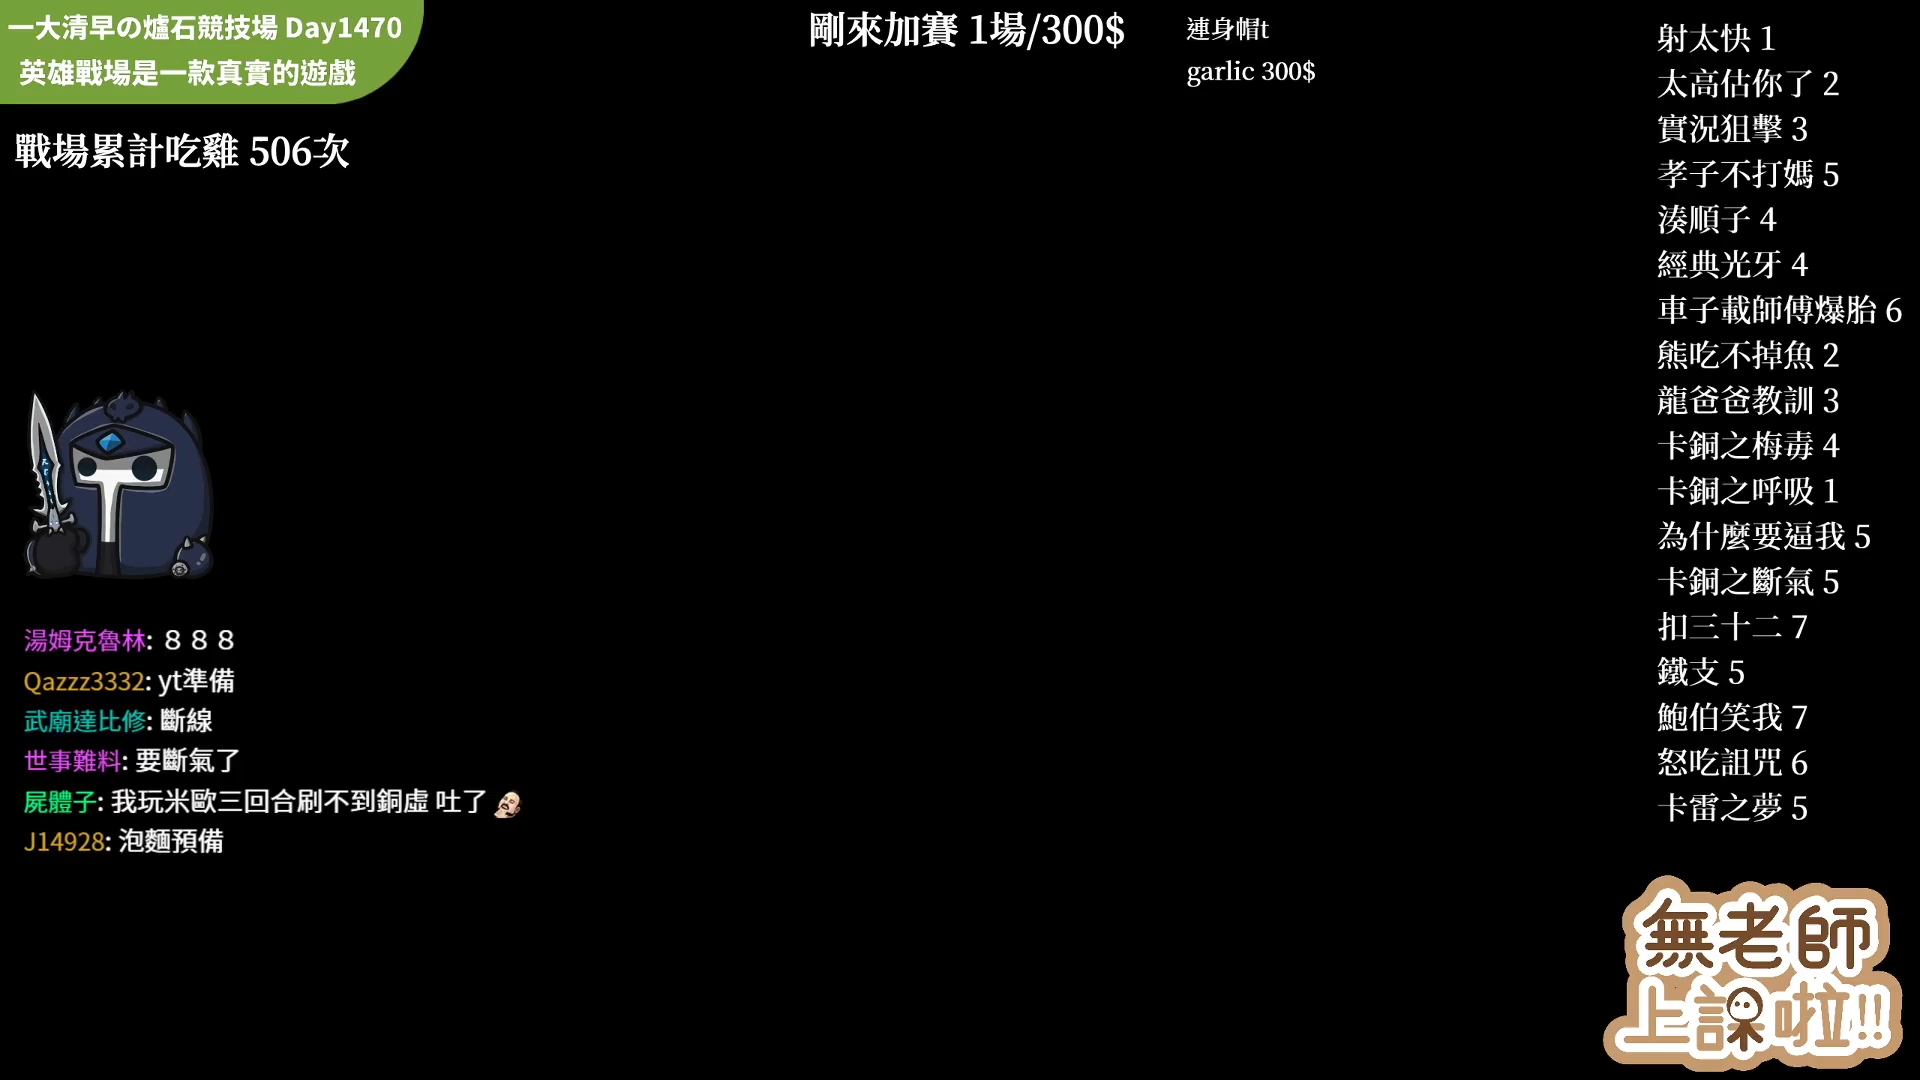 一大清早の爐石競技場 Day1470
英雄戰場是一款真實的遊戲
戰場累計吃雞 506次
剛來加賽 1場/300$
連身帽t
garlic 300$
射太快 1
太高估你了 2
實況狙擊 3
孝子不打媽 5
湊順子 4
經典光牙 4
車子載師傅爆胎 6
熊吃不掉魚 2
龍爸爸教訓 3
卡銅之梅毒 4
卡銅之呼吸 1
為什麼要逼我 5
卡銅之斷氣 5
扣三十二 7
鐵支 5
鮑伯笑我 7
怒吃詛咒 6
卡雷之夢 5
湯姆克魯林: ８８８
Qazzz3332: yt準備
武廟達比修: 斷線
世事難料: 要斷氣了
屍體子: 我玩米歐三回合刷不到銅虛 吐了
J14928: 泡麵預備
無老師
上課啦!!